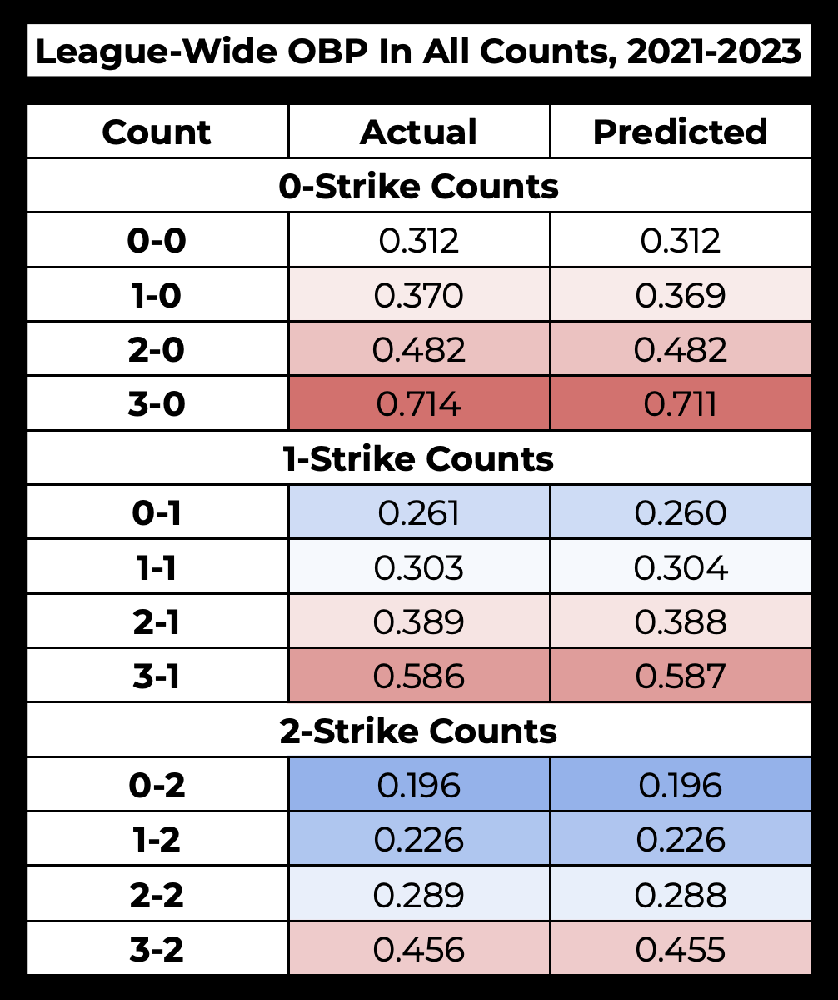 League-Wide OBP In All Counts, 2021-2023
Count Actual Predicted
0-Strike Counts
0-0 0.312 0.312
1-0 0.370 0.369
2-0 0.482 0.482
3-0 0.714 0.711
1-Strike Counts
0-1 0.261 0.260
1-1 0.303 0.304
2-1 0.389 0.388
3-1 0.586 0.587
2-Strike Counts
0-2 0.196 0.196
1-2 0.226 0.226
2-2 0.289 0.288
3-2 0.456 0.455